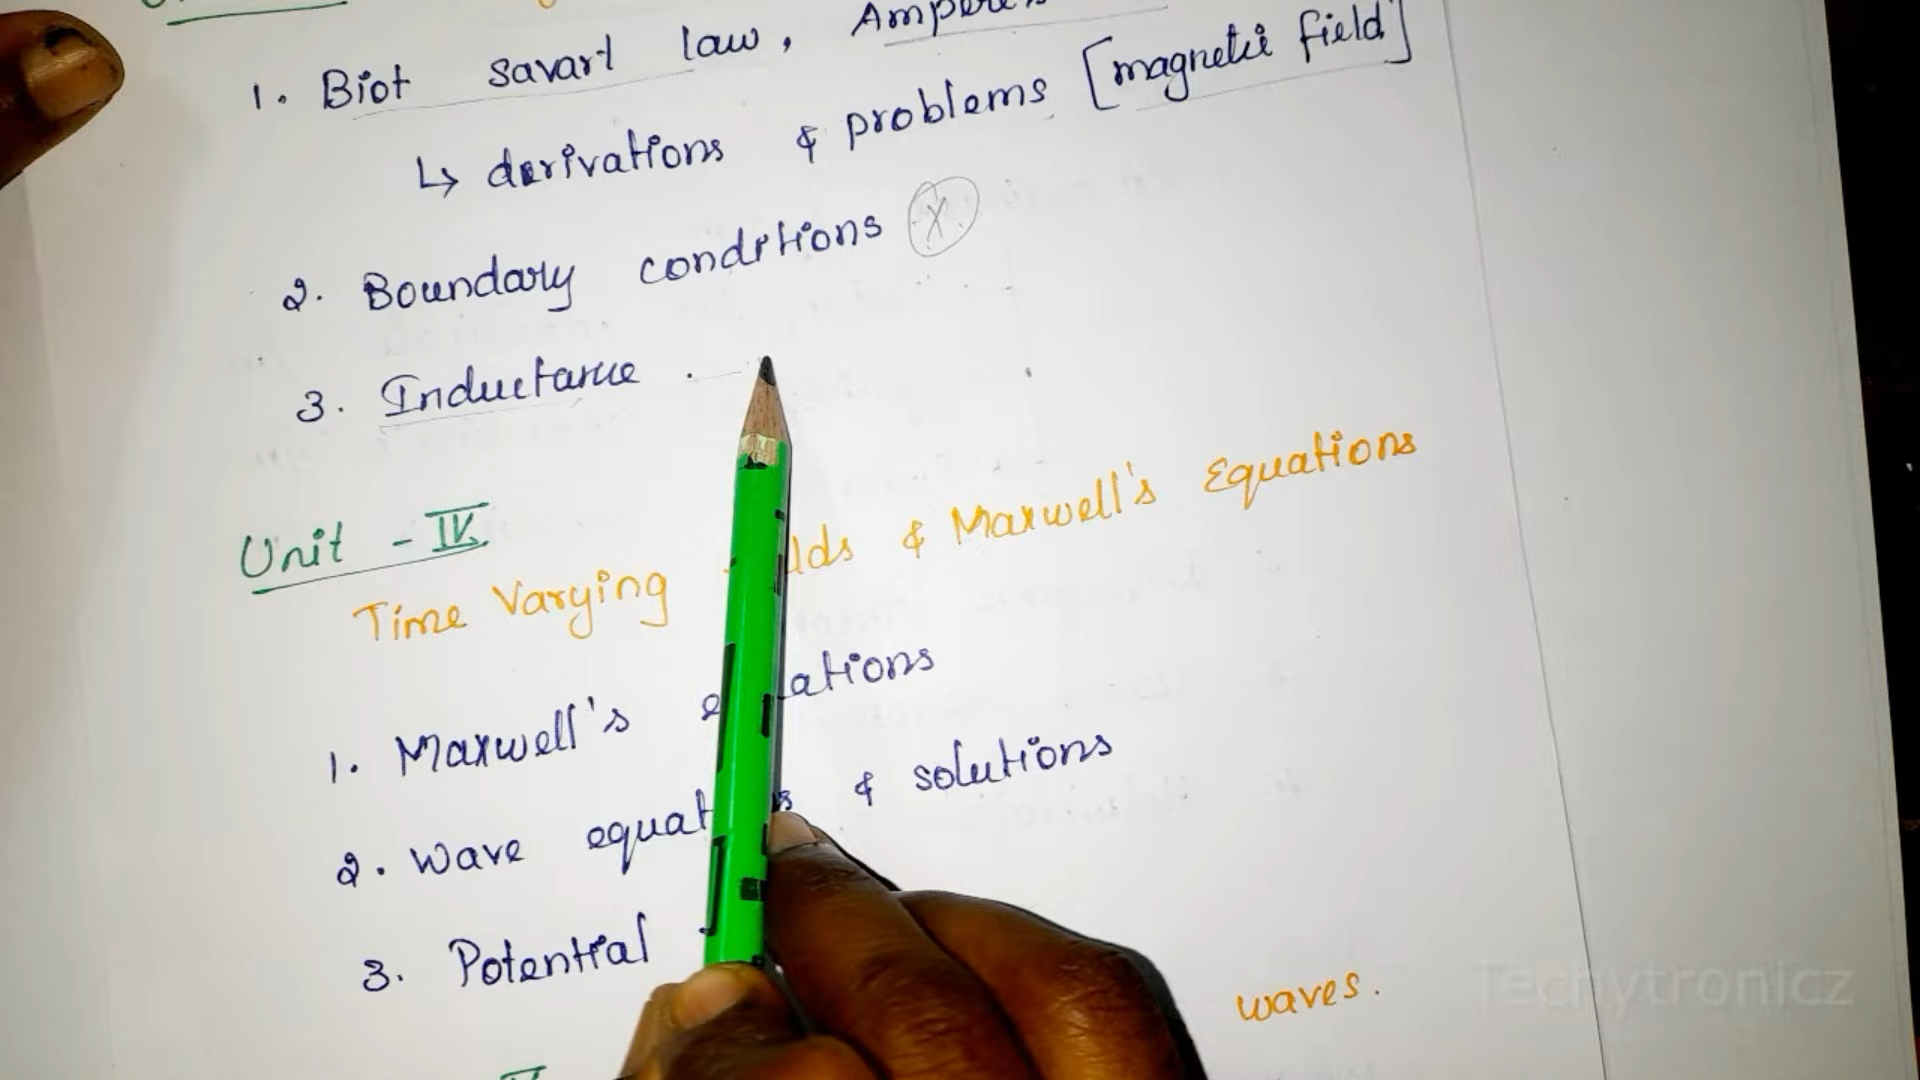 1. Biot savart law,
↳ derivations & problems [magnetic field]
2. Boundary conditions X
3. Inductance.
Unit - IV
Time Varying & Maxwell's Equations
1. Maxwell's
2. Wave & solutions
3. Potential
waves.
Techytronicz